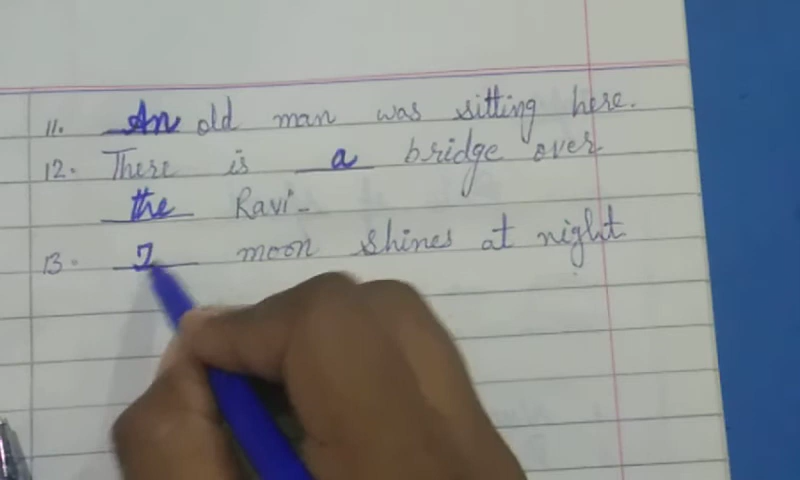 11. An old man was sitting here.
12. There is a bridge over
the Ravi.
13. moon shines at night